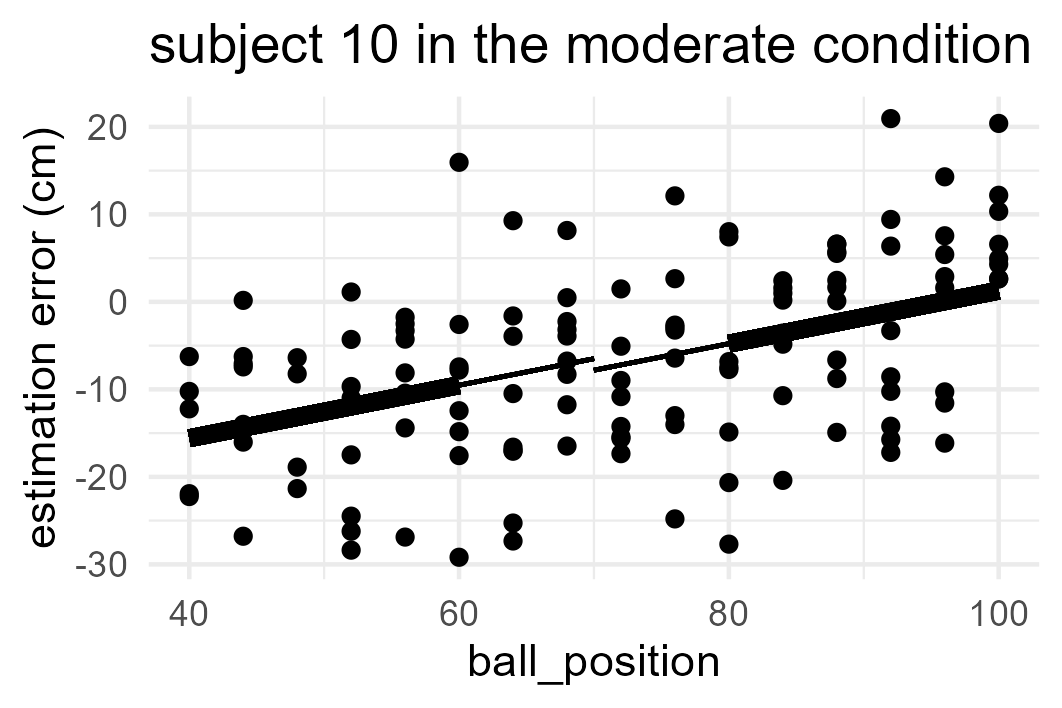 subject 10 in the moderate condition
estimation error (cm)
20
10
0
-10
-20
-30
40 60 80 100
ball_position